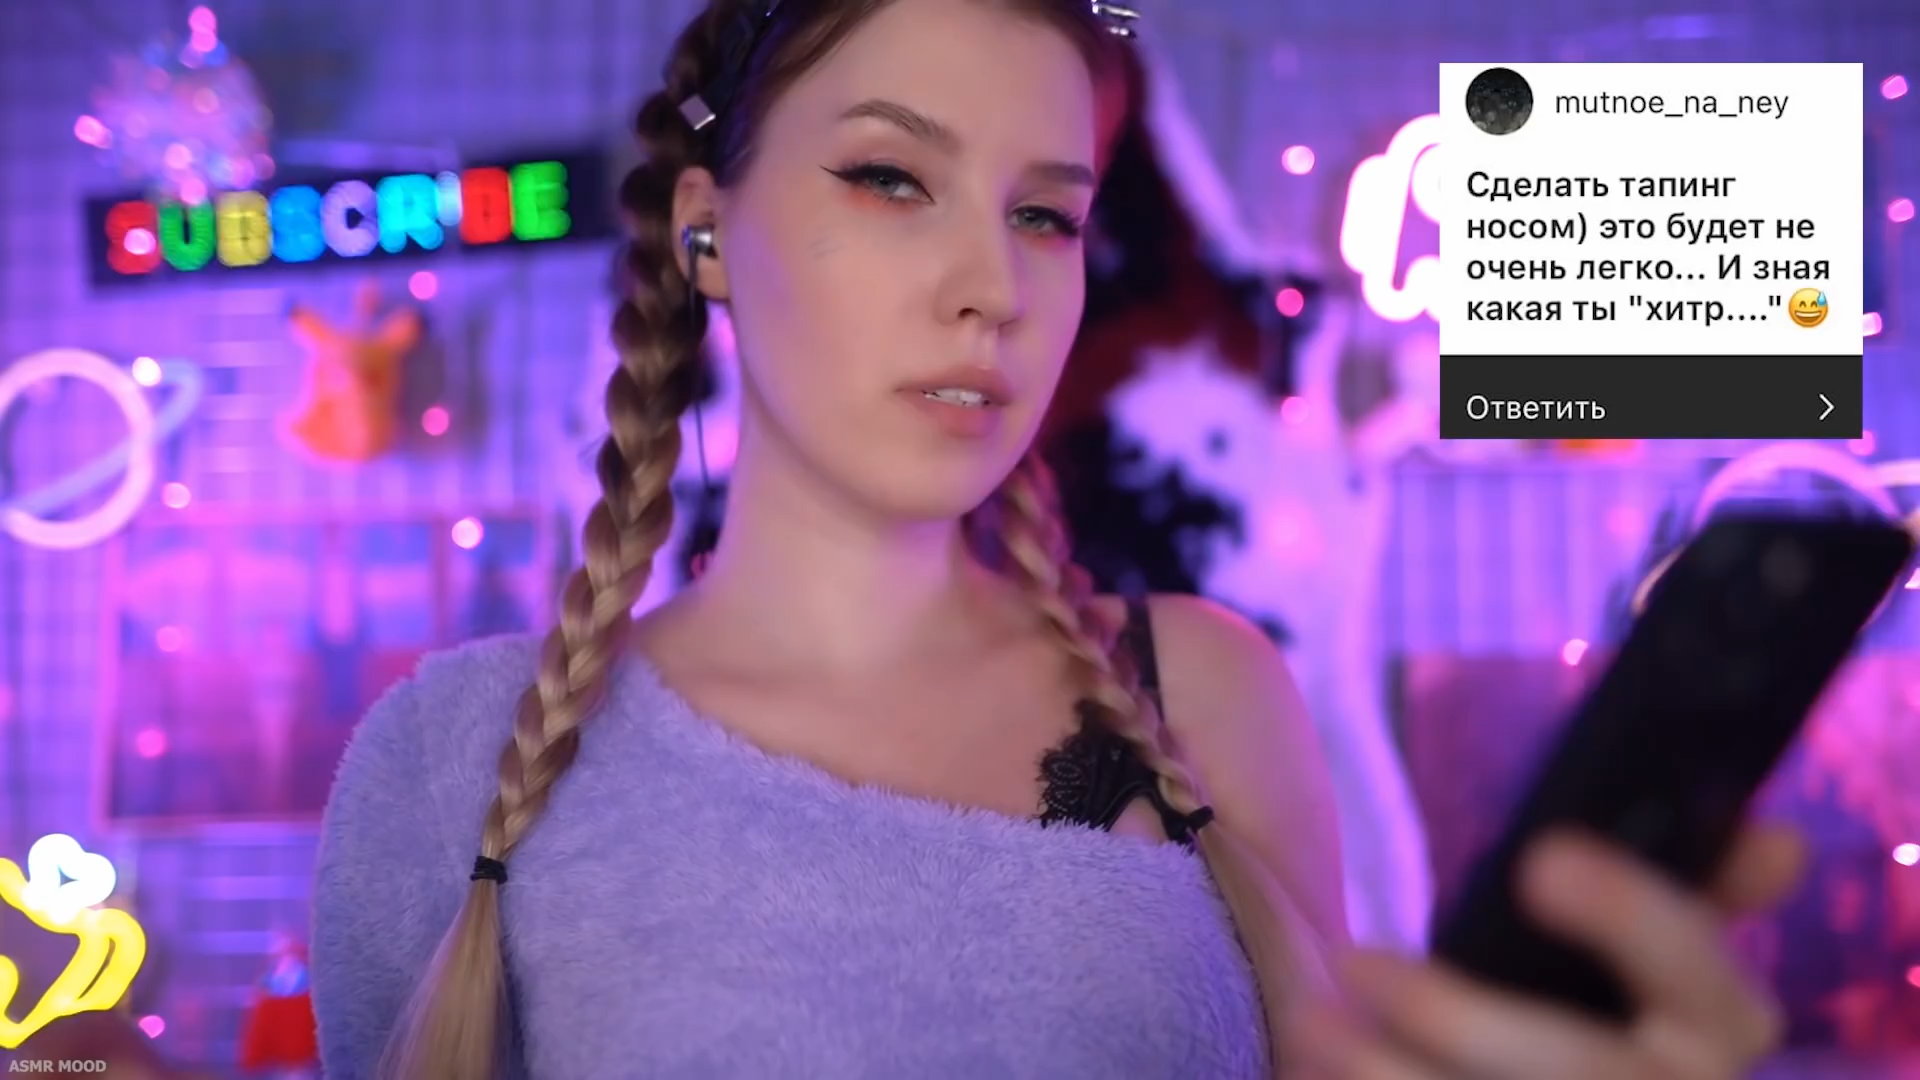 SUBSCRIBE
mutnoe_na_ney
Сделать тапинг
носом) это будет не
очень легко... И зная
какая ты "хитр...."😅
Ответить
ASMR MOOD